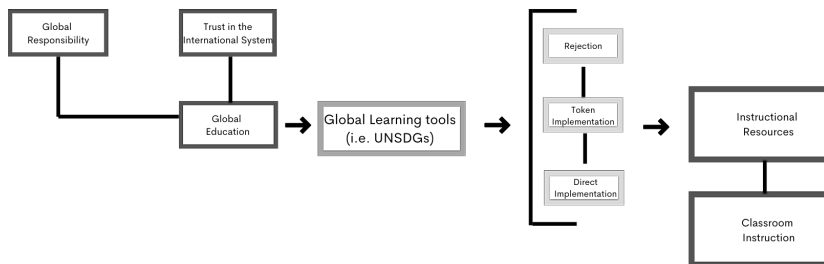 Global
Responsibility
Trust in the
International System
Global
Education
Global Learning tools
(i.e. UNSDGs)
Rejection
Token
Implementation
Direct
Implementation
Instructional
Resources
Classroom
Instruction